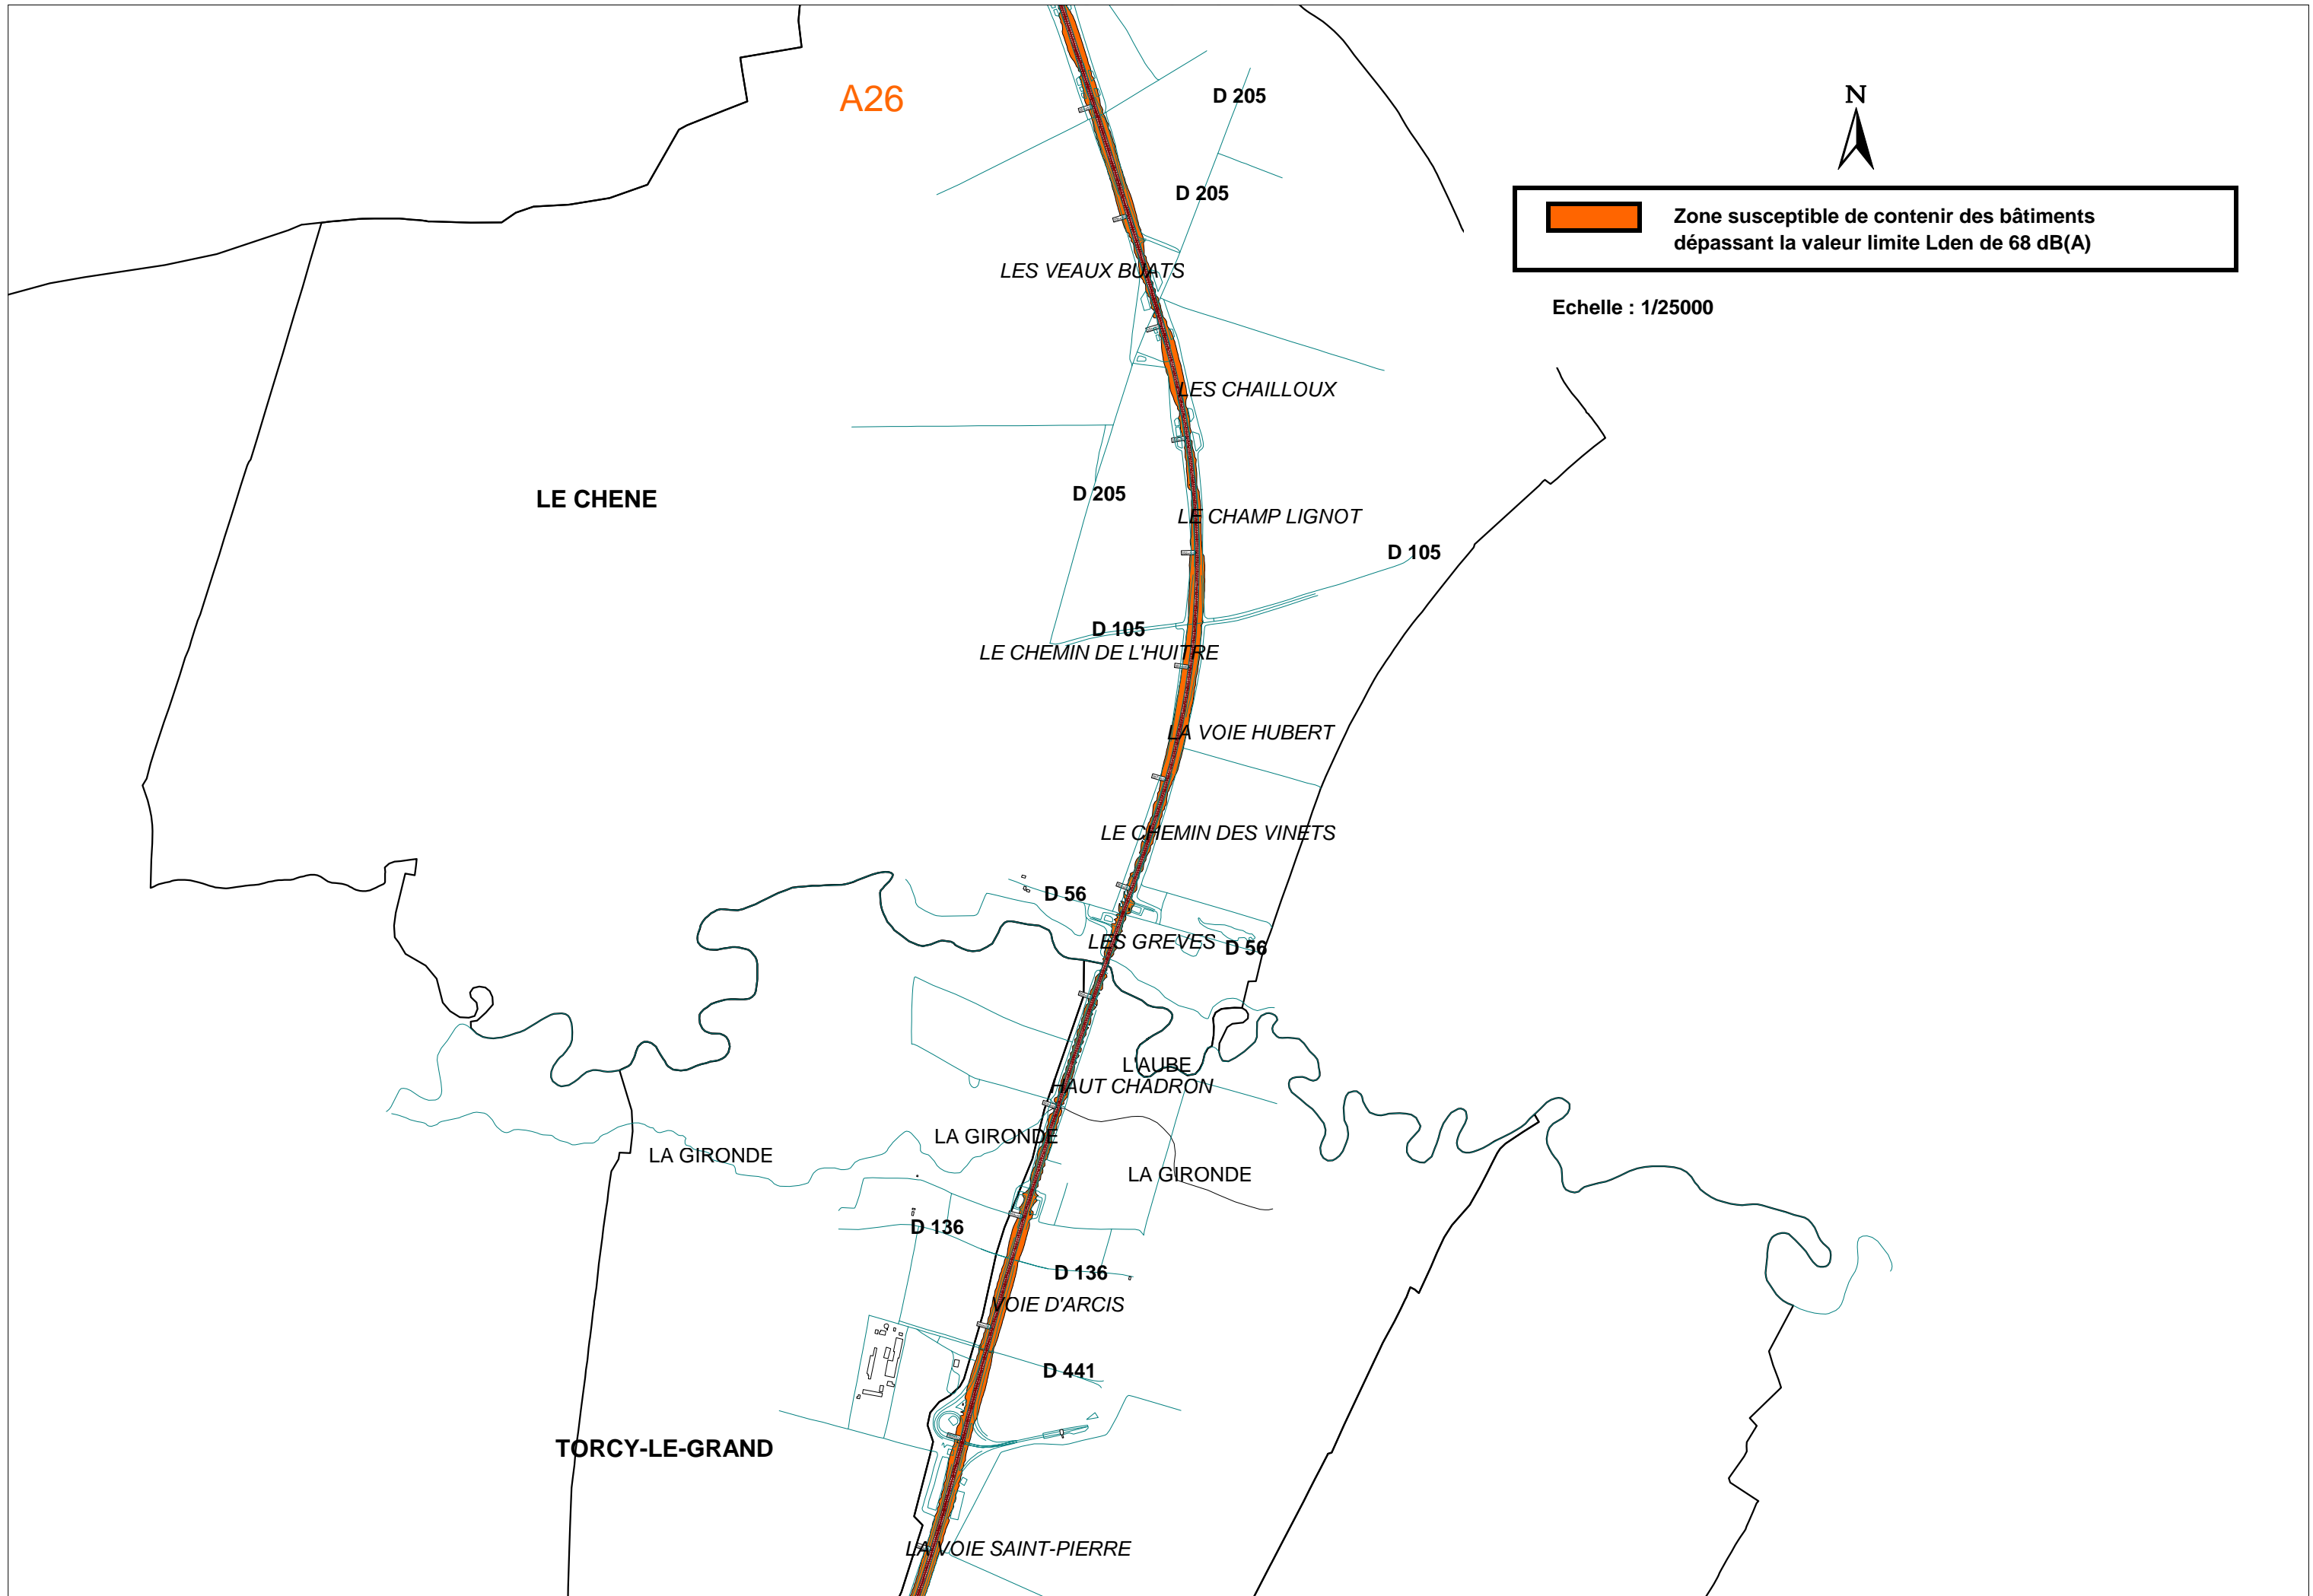 A26
D 205
N
D 205
Zone susceptible de contenir des bâtiments
dépassant la valeur limite Lden de 68 dB(A)
LES VEAUX BUATS
Echelle : 1/25000
LES CHAILLOUX
LE CHENE
D 205
LE CHAMP LIGNOT
D 105
D 105
LE CHEMIN DE L'HUITRE
LA VOIE HUBERT
LE CHEMIN DES VINETS
D 56
LES GREVES
D 56
L'AUBE
HAUT CHADRON
LA GIRONDE
LA GIRONDE
LA GIRONDE
D 136
D 136
VOIE D'ARCIS
D 441
TORCY-LE-GRAND
LA VOIE SAINT-PIERRE